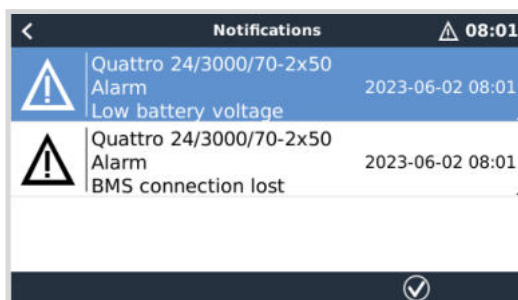 Notifications 08:01
Quattro 24/3000/70-2x50
Alarm 2023-06-02 08:01
Low battery voltage
Quattro 24/3000/70-2x50
Alarm 2023-06-02 08:01
BMS connection lost